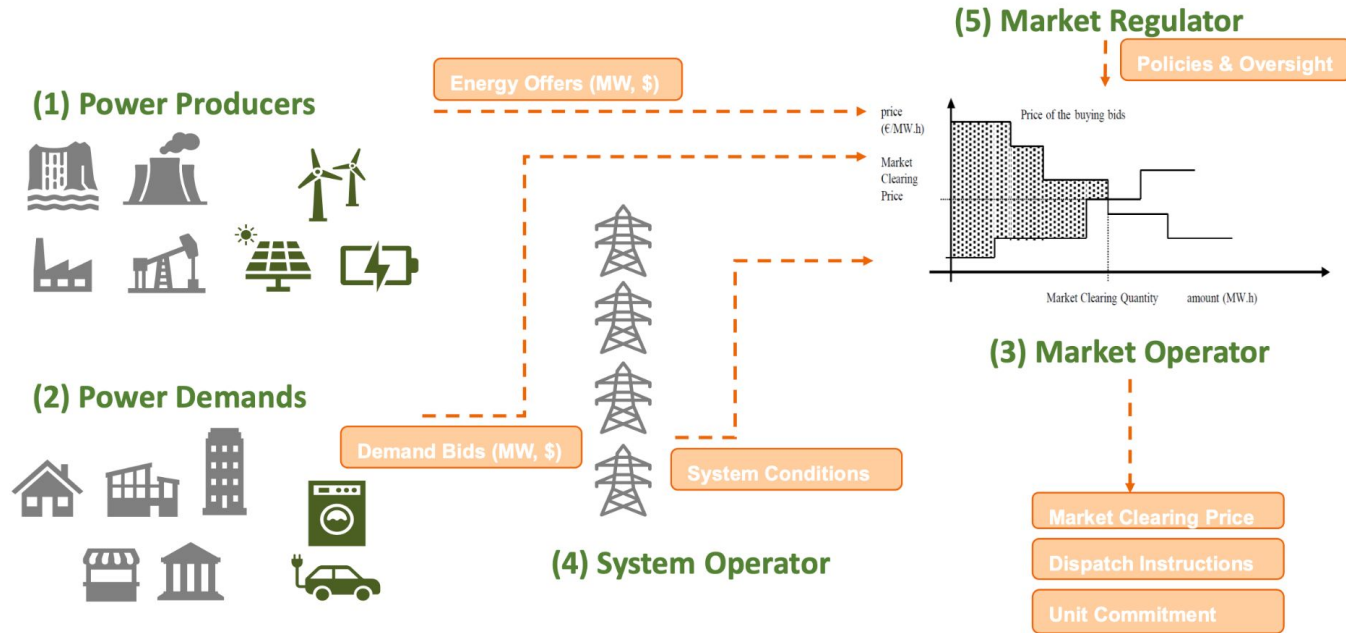 (5) Market Regulator
Policies & Oversight
Energy Offers (MW, $)
(1) Power Producers
price
(€/MW.h)
Price of the buying bids
Market
Clearing
Price
Market Clearing Quantity
amount (MW.h)
(3) Market Operator
(2) Power Demands
Demand Bids (MW, $)
System Conditions
(4) System Operator
Market Clearing Price
Dispatch Instructions
Unit Commitment